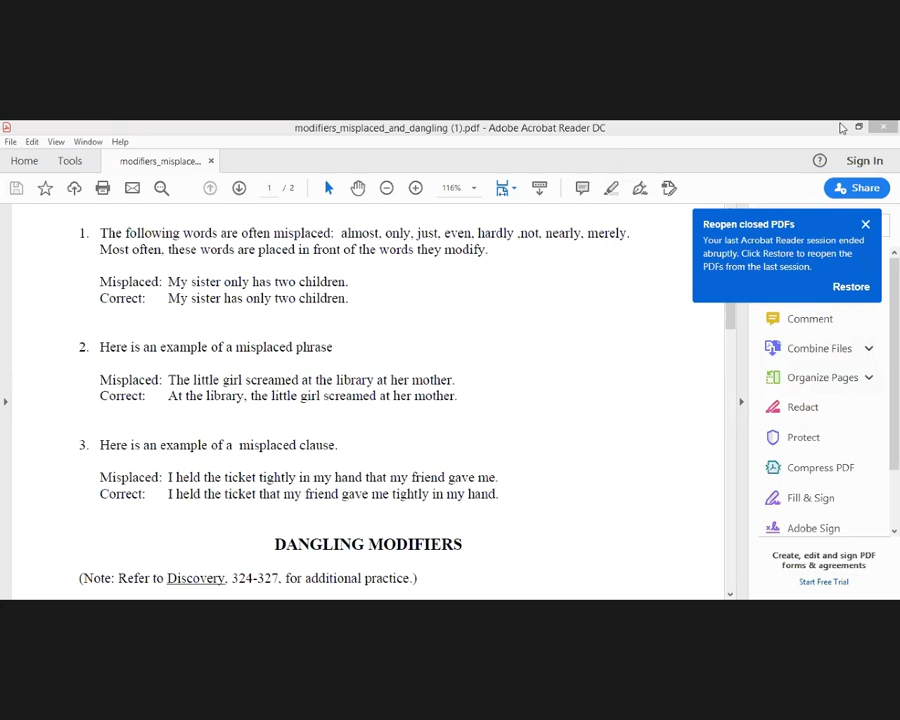 modifiers_misplaced_and_dangling (1).pdf - Adobe Acrobat Reader DC
File Edit View Window Help
Home Tools modifiers_misplace... × Sign In
1 / 2 116% Share
1. The following words are often misplaced: almost, only, just, even, hardly ,not, nearly, merely.
Most often, these words are placed in front of the words they modify.
Misplaced: My sister only has two children.
Correct: My sister has only two children.
2. Here is an example of a misplaced phrase
Misplaced: The little girl screamed at the library at her mother.
Correct: At the library, the little girl screamed at her mother.
3. Here is an example of a misplaced clause.
Misplaced: I held the ticket tightly in my hand that my friend gave me.
Correct: I held the ticket that my friend gave me tightly in my hand.
DANGLING MODIFIERS
(Note: Refer to Discovery, 324-327, for additional practice.)
Reopen closed PDFs
Your last Acrobat Reader session ended
abruptly. Click Restore to reopen the
PDFs from the last session.
Restore
Comment
Combine Files
Organize Pages
Redact
Protect
Compress PDF
Fill & Sign
Adobe Sign
Create, edit and sign PDF
forms & agreements
Start Free Trial